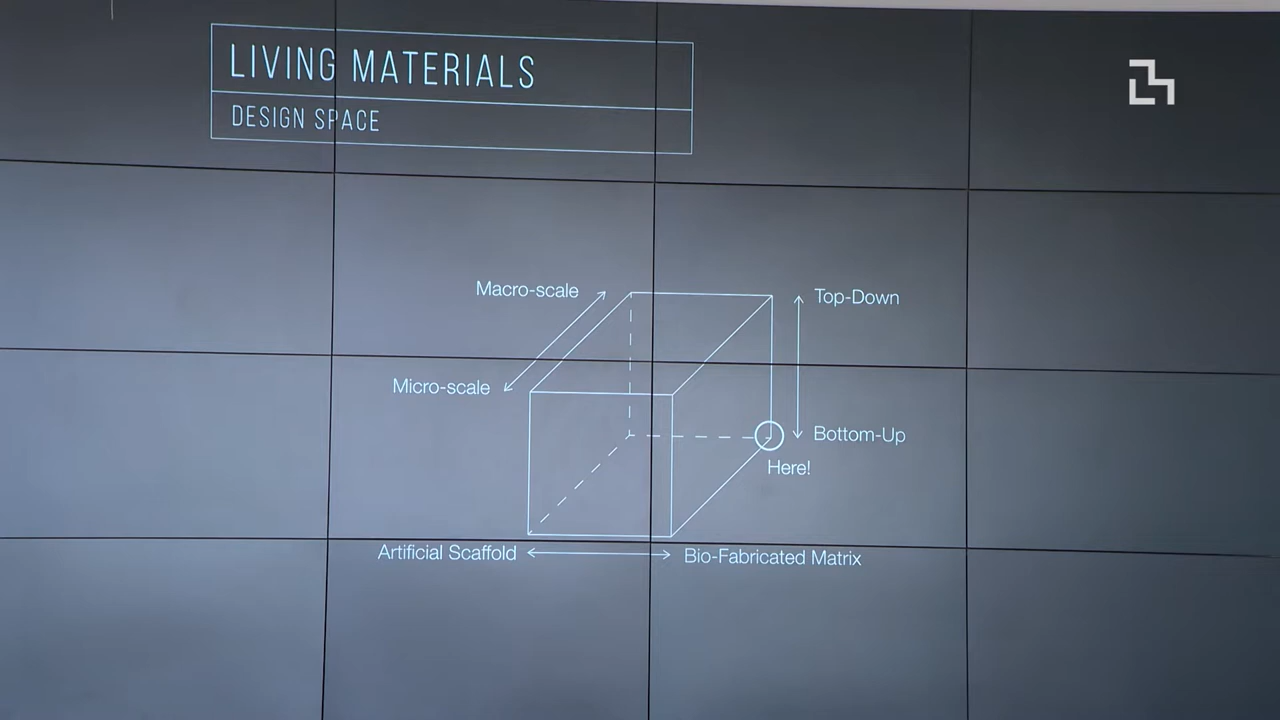 LIVING MATERIALS
DESIGN SPACE
Macro-scale
Top-Down
Micro-scale
Bottom-Up
Here!
Artificial Scaffold
Bio-Fabricated Matrix